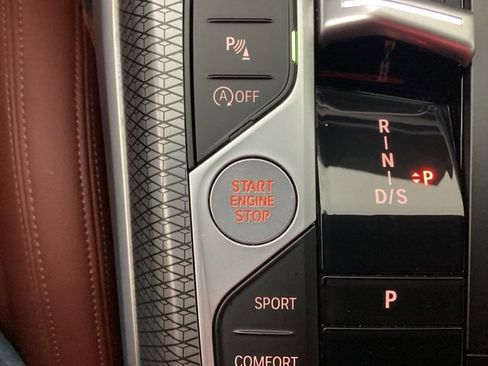 P
A OFF
START
ENGINE
STOP
SPORT
COMFORT
R
N
D/S
P
P